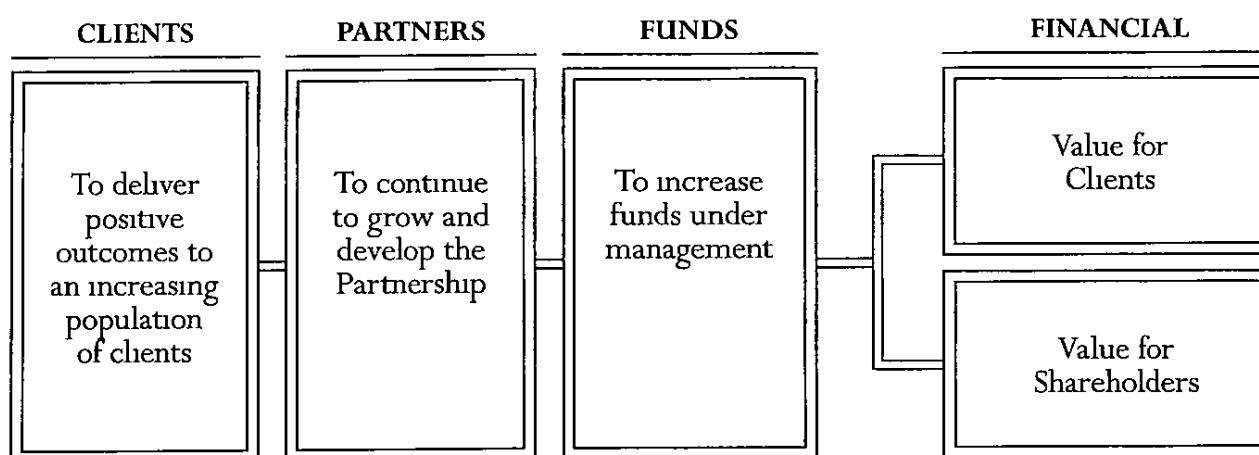 CLIENTS
To deliver
positive
outcomes to
an increasing
population
of clients
PARTNERS
To continue
to grow and
develop the
Partnership
FUNDS
To increase
funds under
management
FINANCIAL
Value for
Clients
Value for
Shareholders